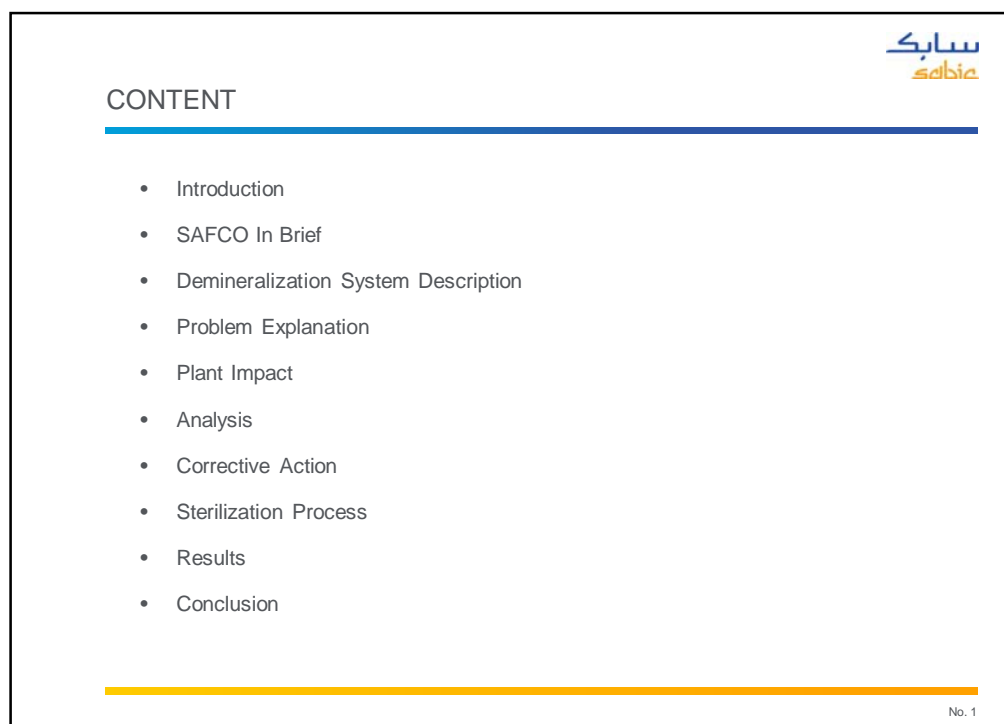 سابك
sabic
CONTENT
• Introduction
• SAFCO In Brief
• Demineralization System Description
• Problem Explanation
• Plant Impact
• Analysis
• Corrective Action
• Sterilization Process
• Results
• Conclusion
No. 1